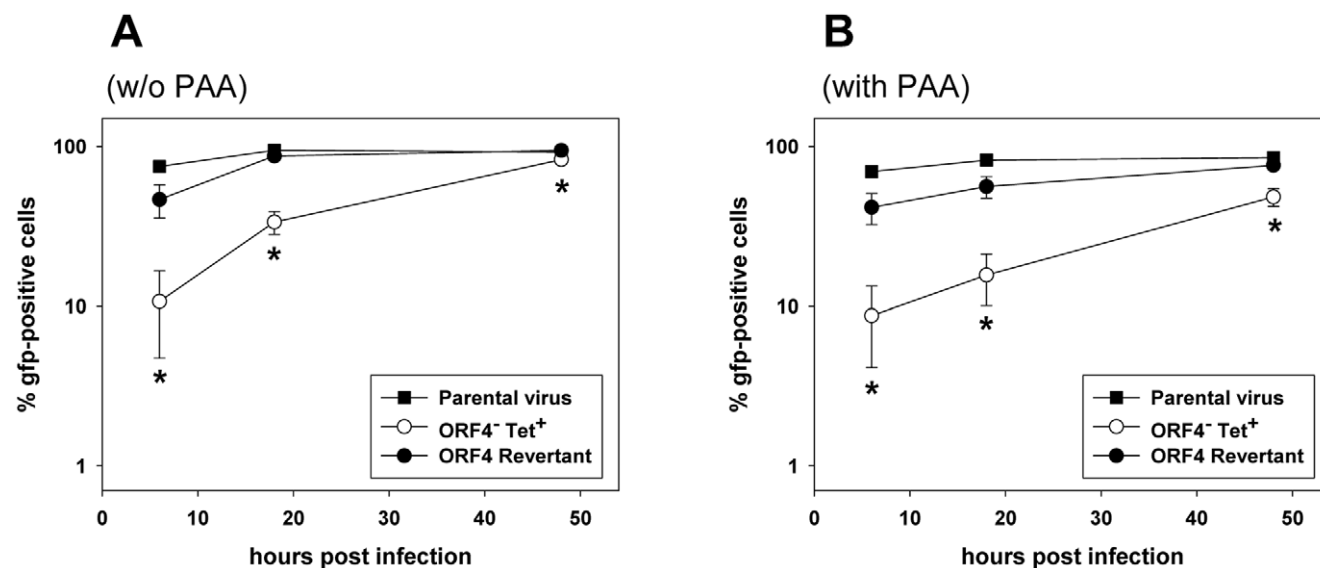 A
(w/o PAA)
% gfp-positive cells
100
10
1
*
*
*
Parental virus
ORF4⁻ Tet⁺
ORF4 Revertant
0
10
20
30
40
50
hours post infection
B
(with PAA)
% gfp-positive cells
100
10
1
*
*
*
Parental virus
ORF4⁻ Tet⁺
ORF4 Revertant
0
10
20
30
40
50
hours post infection